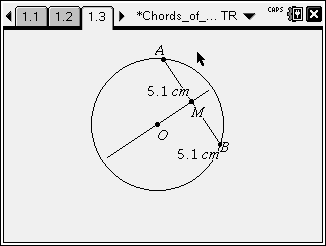 1.1 1.2 1.3 *Chords_of_... TR CAPS
A
5.1 cm
M
O
5.1 cm B